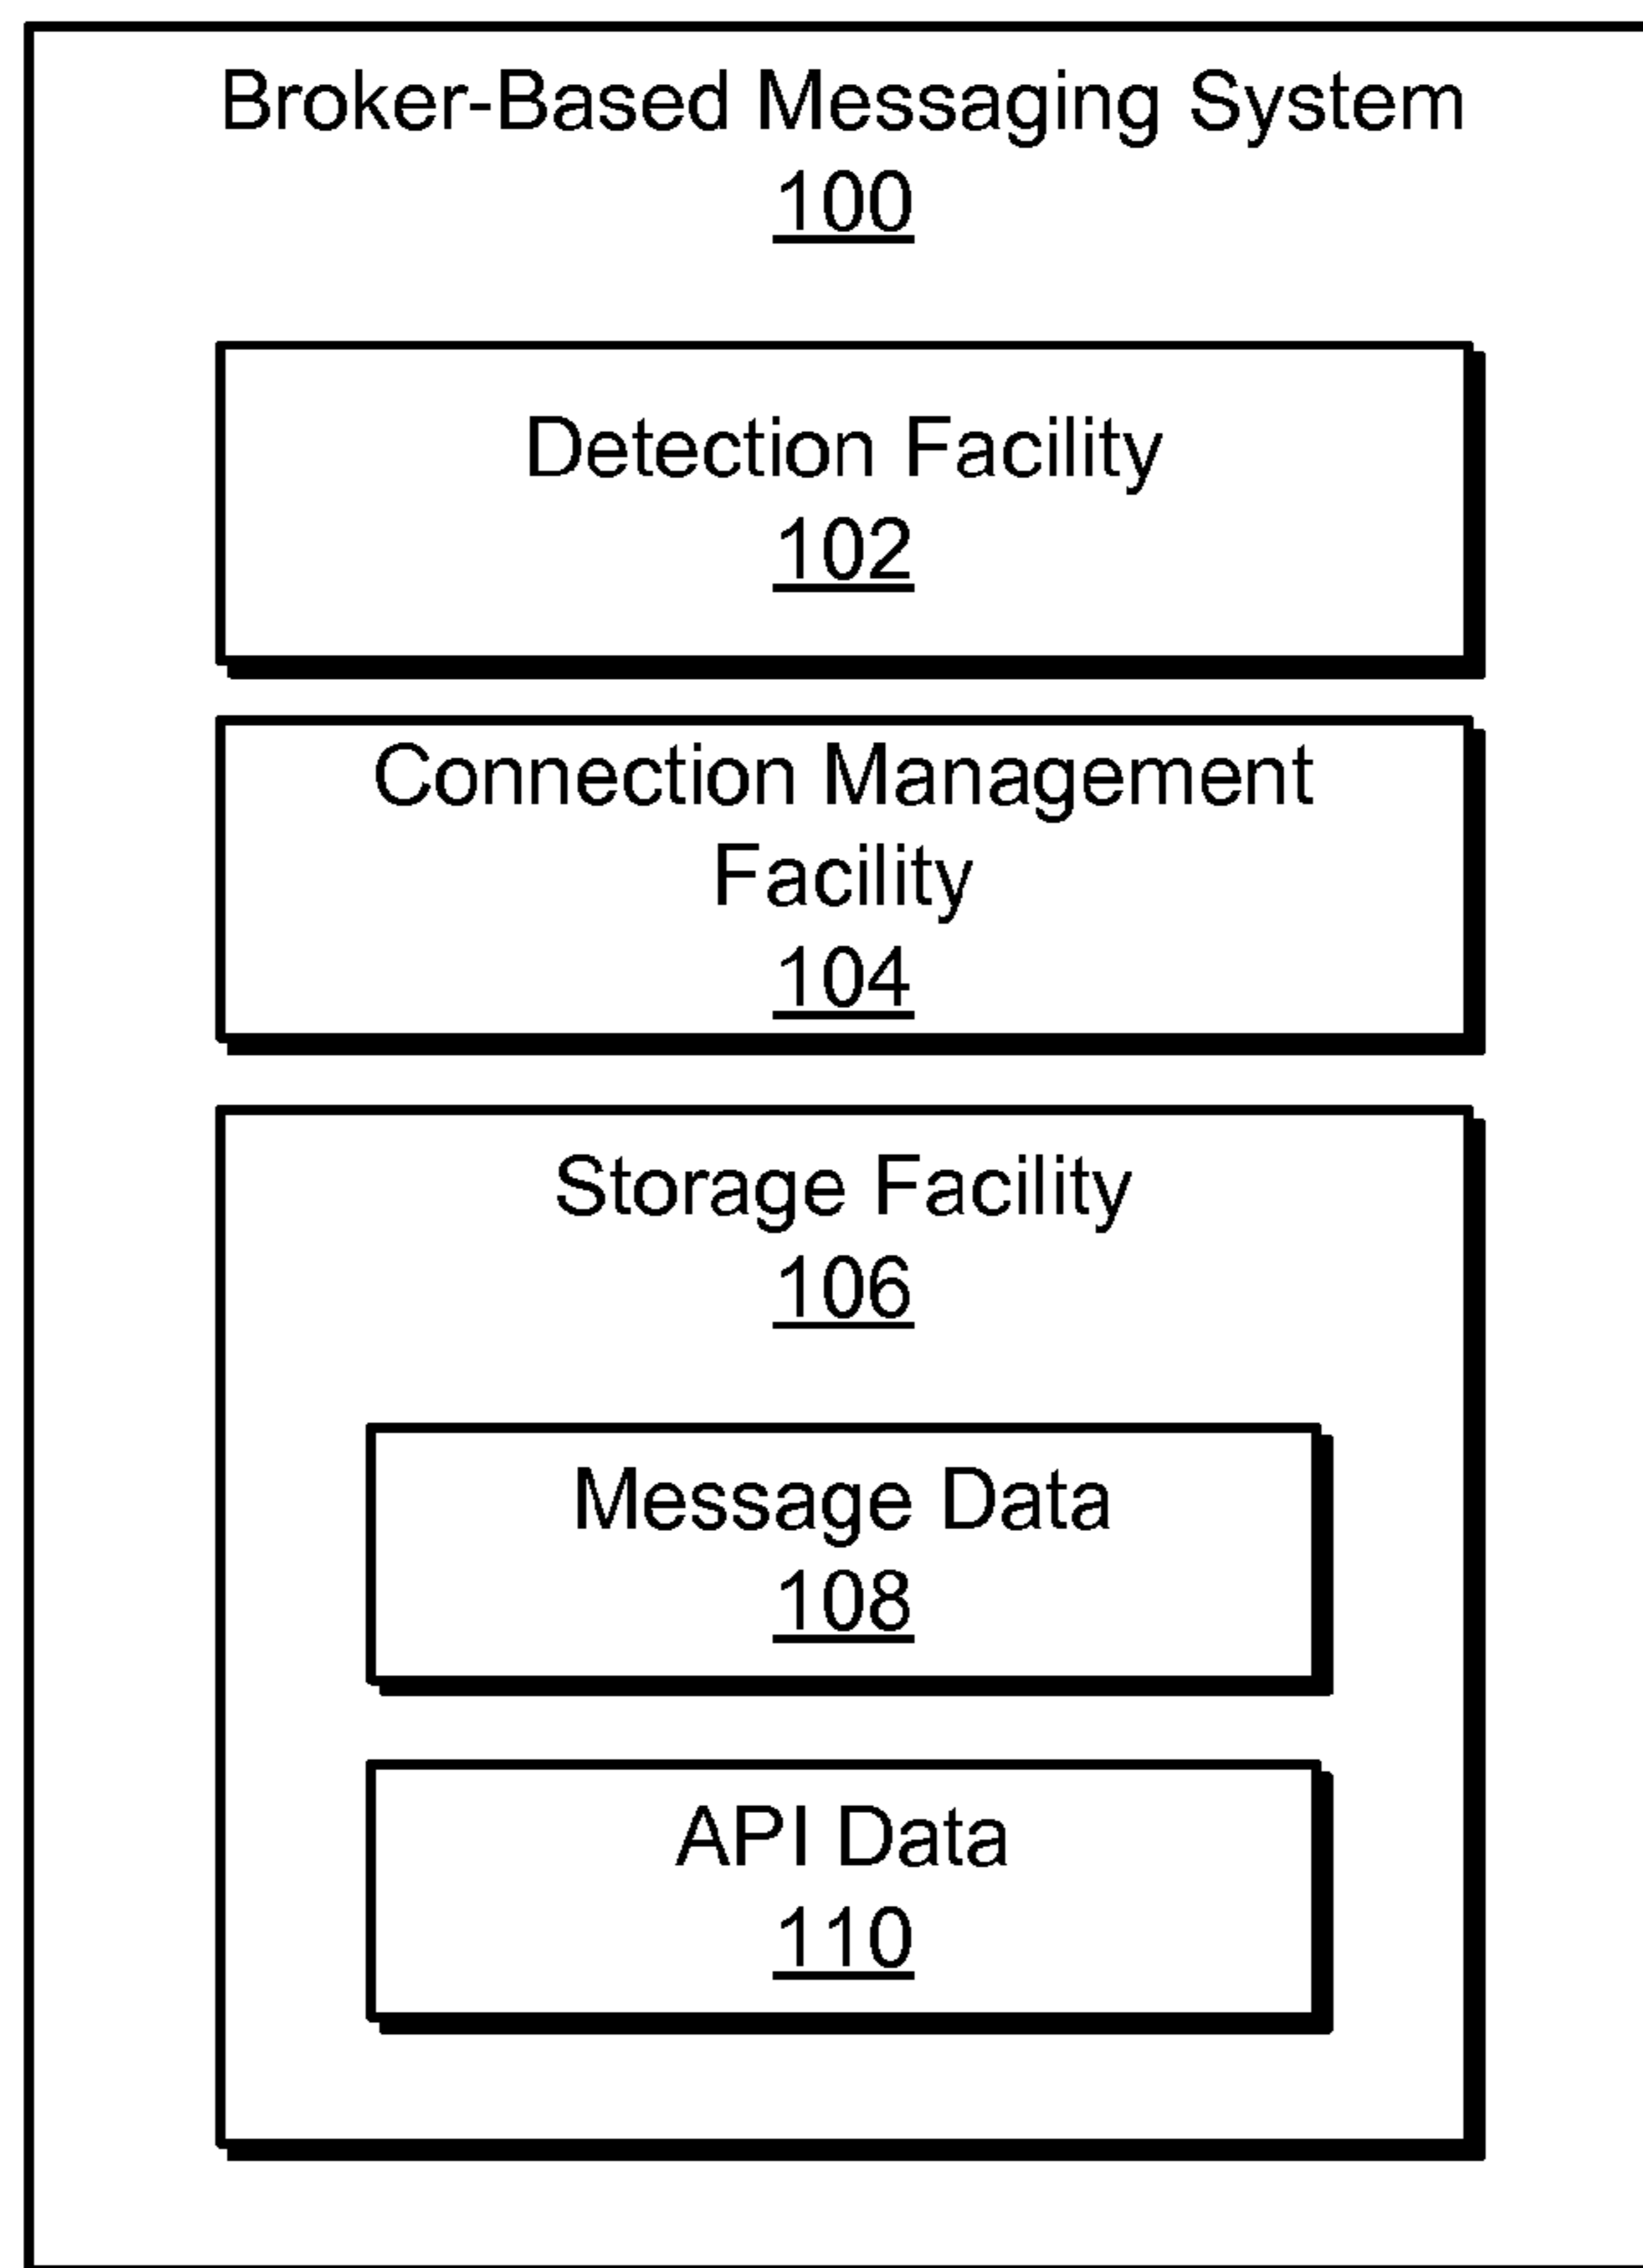 Broker-Based Messaging System
100
Detection Facility
102
Connection Management
Facility
104
Storage Facility
106
Message Data
108
API Data
110